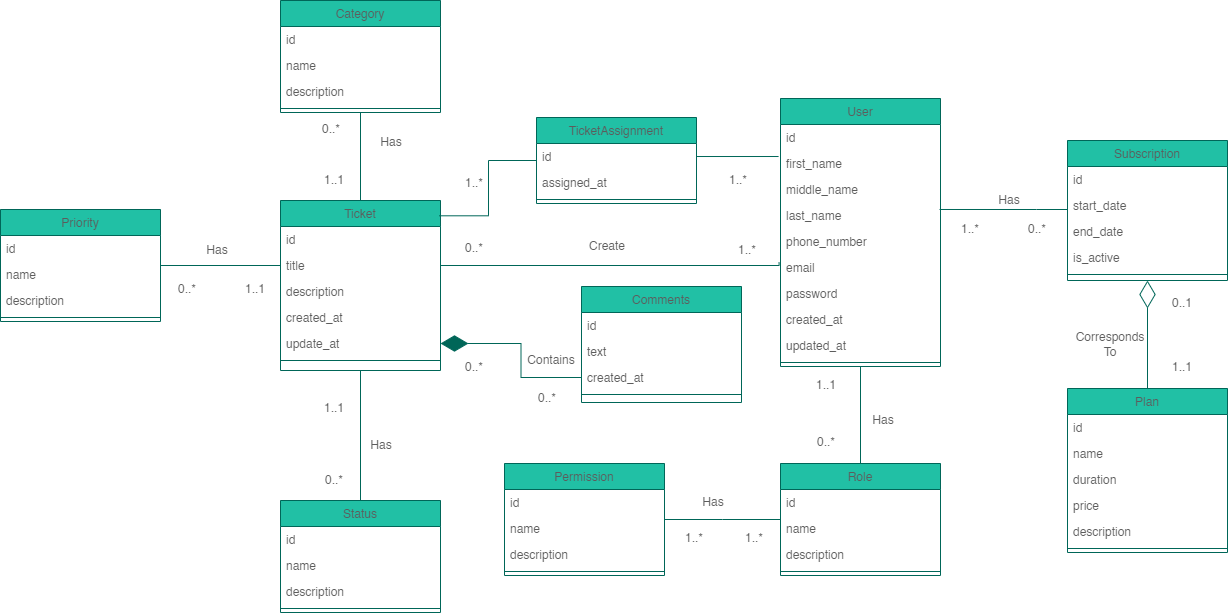 Category
id
name
description
0..*
Has
1..1
TicketAssignment
id
assigned_at
1..*
1..*
User
id
first_name
middle_name
last_name
phone_number
email
password
created_at
updated_at
Subscription
id
start_date
end_date
is_active
Has
1..*
0..*
Priority
id
name
description
Has
0..*
1..1
Ticket
id
title
description
created_at
update_at
0..*
Create
1..*
Comments
id
text
created_at
0..*
Contains
0..*
0..1
Corresponds
To
1..1
Plan
id
name
duration
price
description
1..1
Has
0..*
1..1
Has
0..*
Status
id
name
description
Permission
id
name
description
Has
1..*
1..*
Role
id
name
description